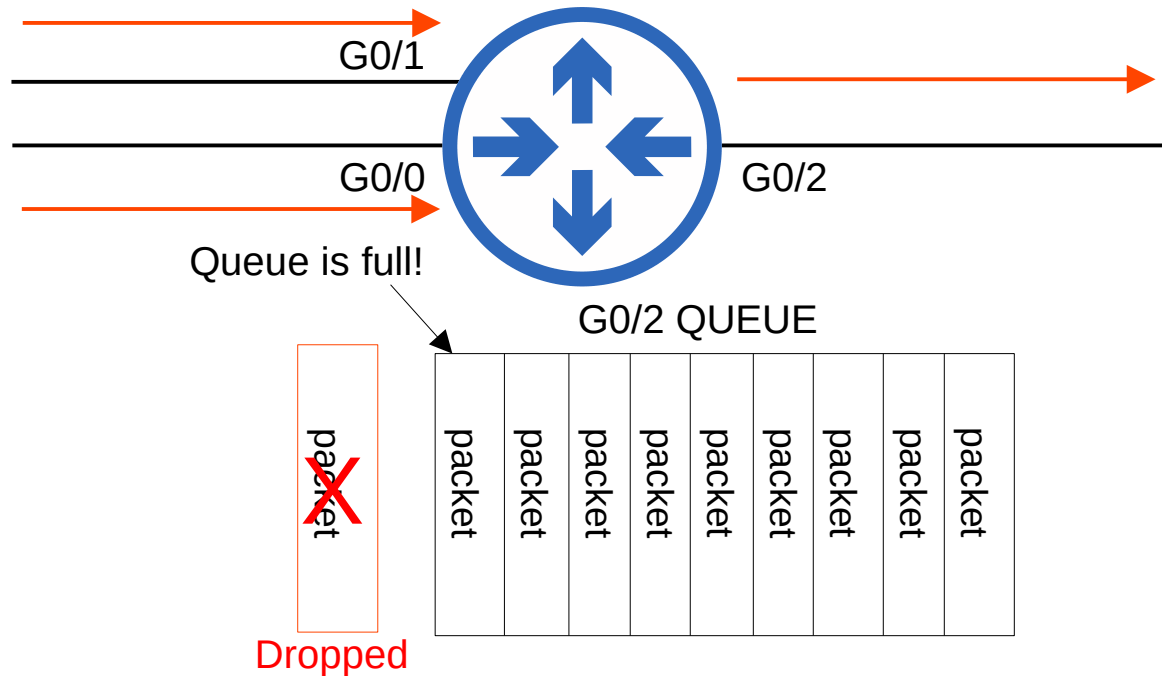 G0/1
G0/0
G0/2
Queue is full!
G0/2 QUEUE
packet
X
packet
packet
packet
packet
packet
packet
packet
packet
packet
Dropped